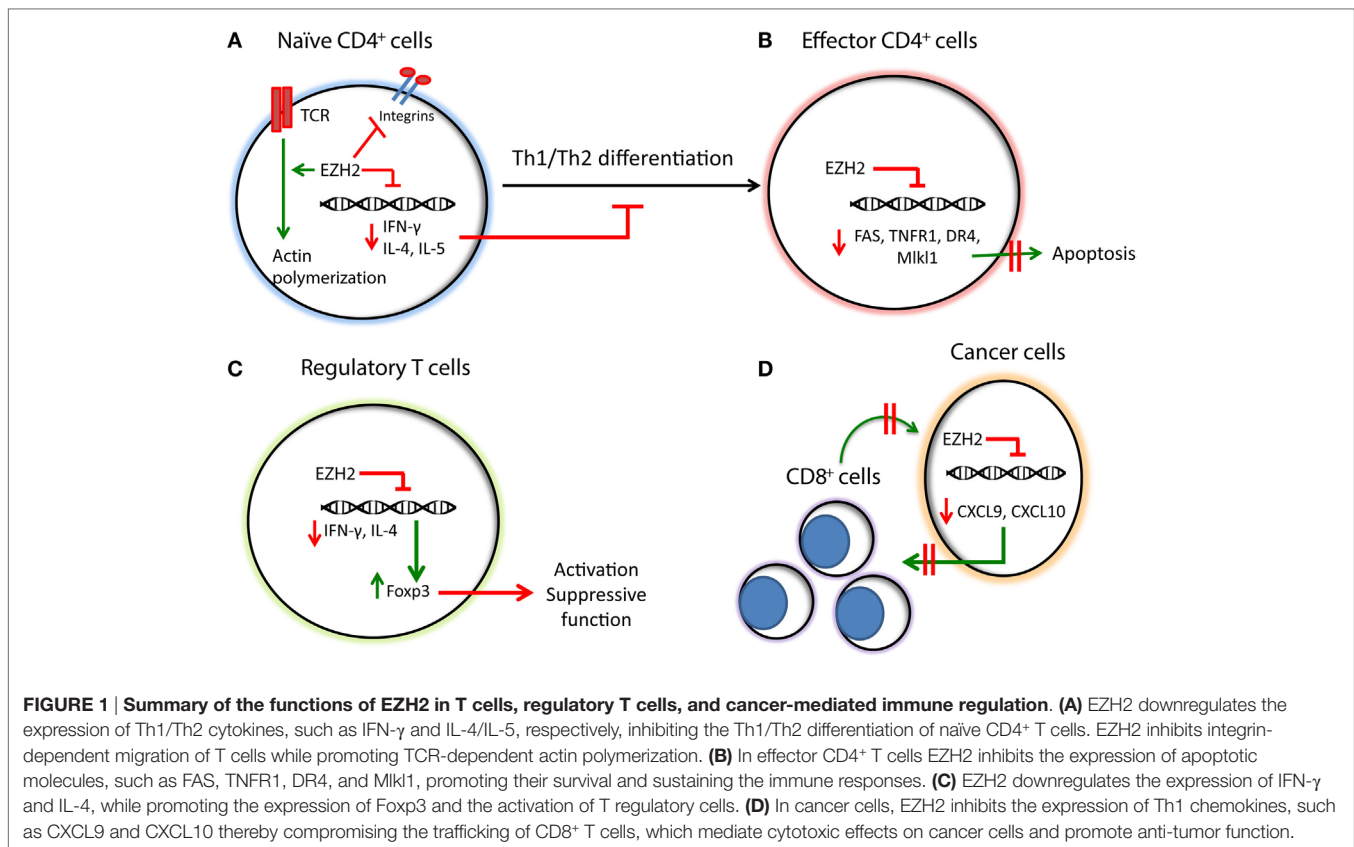 A Naïve CD4⁺ cells
TCR
Integrins
EZH2
IFN-γ
IL-4, IL-5
Actin
polymerization
Th1/Th2 differentiation
B Effector CD4⁺ cells
EZH2
FAS, TNFR1, DR4,
Mlkl1
Apoptosis
C Regulatory T cells
EZH2
IFN-γ, IL-4
Foxp3
Activation
Suppressive
function
D Cancer cells
EZH2
CD8⁺ cells
CXCL9, CXCL10
FIGURE 1 | Summary of the functions of EZH2 in T cells, regulatory T cells, and cancer-mediated immune regulation. (A) EZH2 downregulates the
expression of Th1/Th2 cytokines, such as IFN-γ and IL-4/IL-5, respectively, inhibiting the Th1/Th2 differentiation of naïve CD4⁺ T cells. EZH2 inhibits integrin-
dependent migration of T cells while promoting TCR-dependent actin polymerization. (B) In effector CD4⁺ T cells EZH2 inhibits the expression of apoptotic
molecules, such as FAS, TNFR1, DR4, and Mlkl1, promoting their survival and sustaining the immune responses. (C) EZH2 downregulates the expression of IFN-γ
and IL-4, while promoting the expression of Foxp3 and the activation of T regulatory cells. (D) In cancer cells, EZH2 inhibits the expression of Th1 chemokines, such
as CXCL9 and CXCL10 thereby compromising the trafficking of CD8⁺ T cells, which mediate cytotoxic effects on cancer cells and promote anti-tumor function.